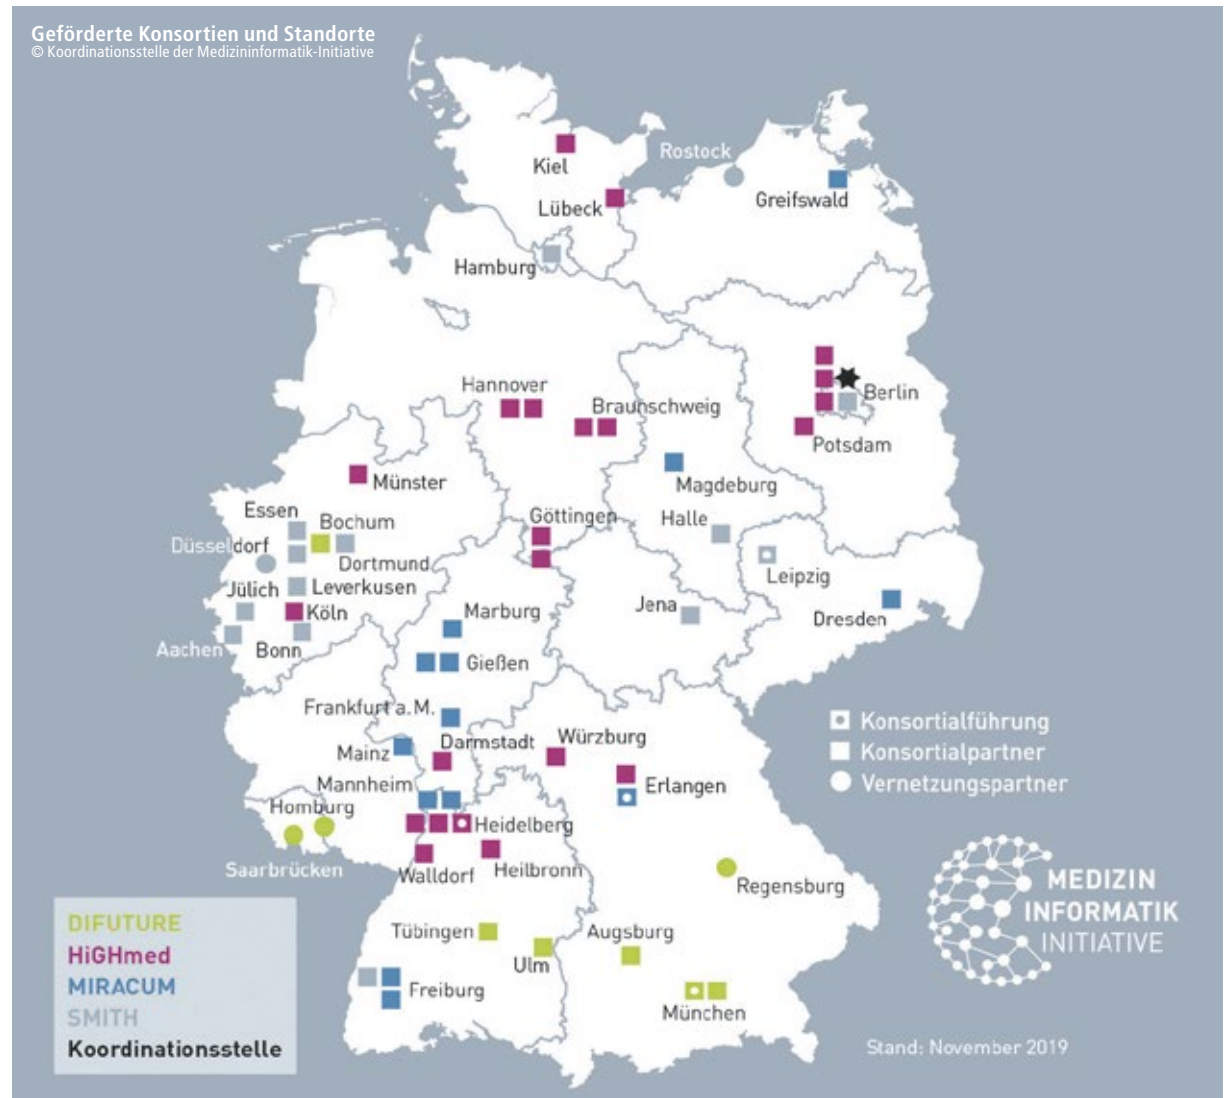 Geförderte Konsortien und Standorte
© Koordinationsstelle der Medizininformatik-Initiative
Kiel
Rostock
Greifswald
Lübeck
Hamburg
Hannover
Braunschweig
Berlin
Potsdam
Münster
Magdeburg
Essen
Bochum
Göttingen
Halle
Düsseldorf
Dortmund
Leipzig
Jülich
Leverkusen
Köln
Marburg
Jena
Dresden
Aachen
Bonn
Gießen
Frankfurt a.M.
Mainz
Darmstadt
Würzburg
Mannheim
Erlangen
Homburg
Heidelberg
Saarbrücken
Walldorf
Heilbronn
Regensburg
Tübingen
Ulm
Augsburg
Freiburg
München
Konsortialführung
Konsortialpartner
Vernetzungspartner
MEDIZIN
INFORMATIK
INITIATIVE
DIFUTURE
HiGHmed
MIRACUM
SMITH
Koordinationsstelle
Stand: November 2019